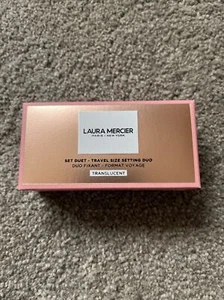 LAURA MERCIER
PARIS • NEW YORK
SET DUET - TRAVEL SIZE SETTING DUO
DUO FIXANT - FORMAT VOYAGE
TRANSLUCENT